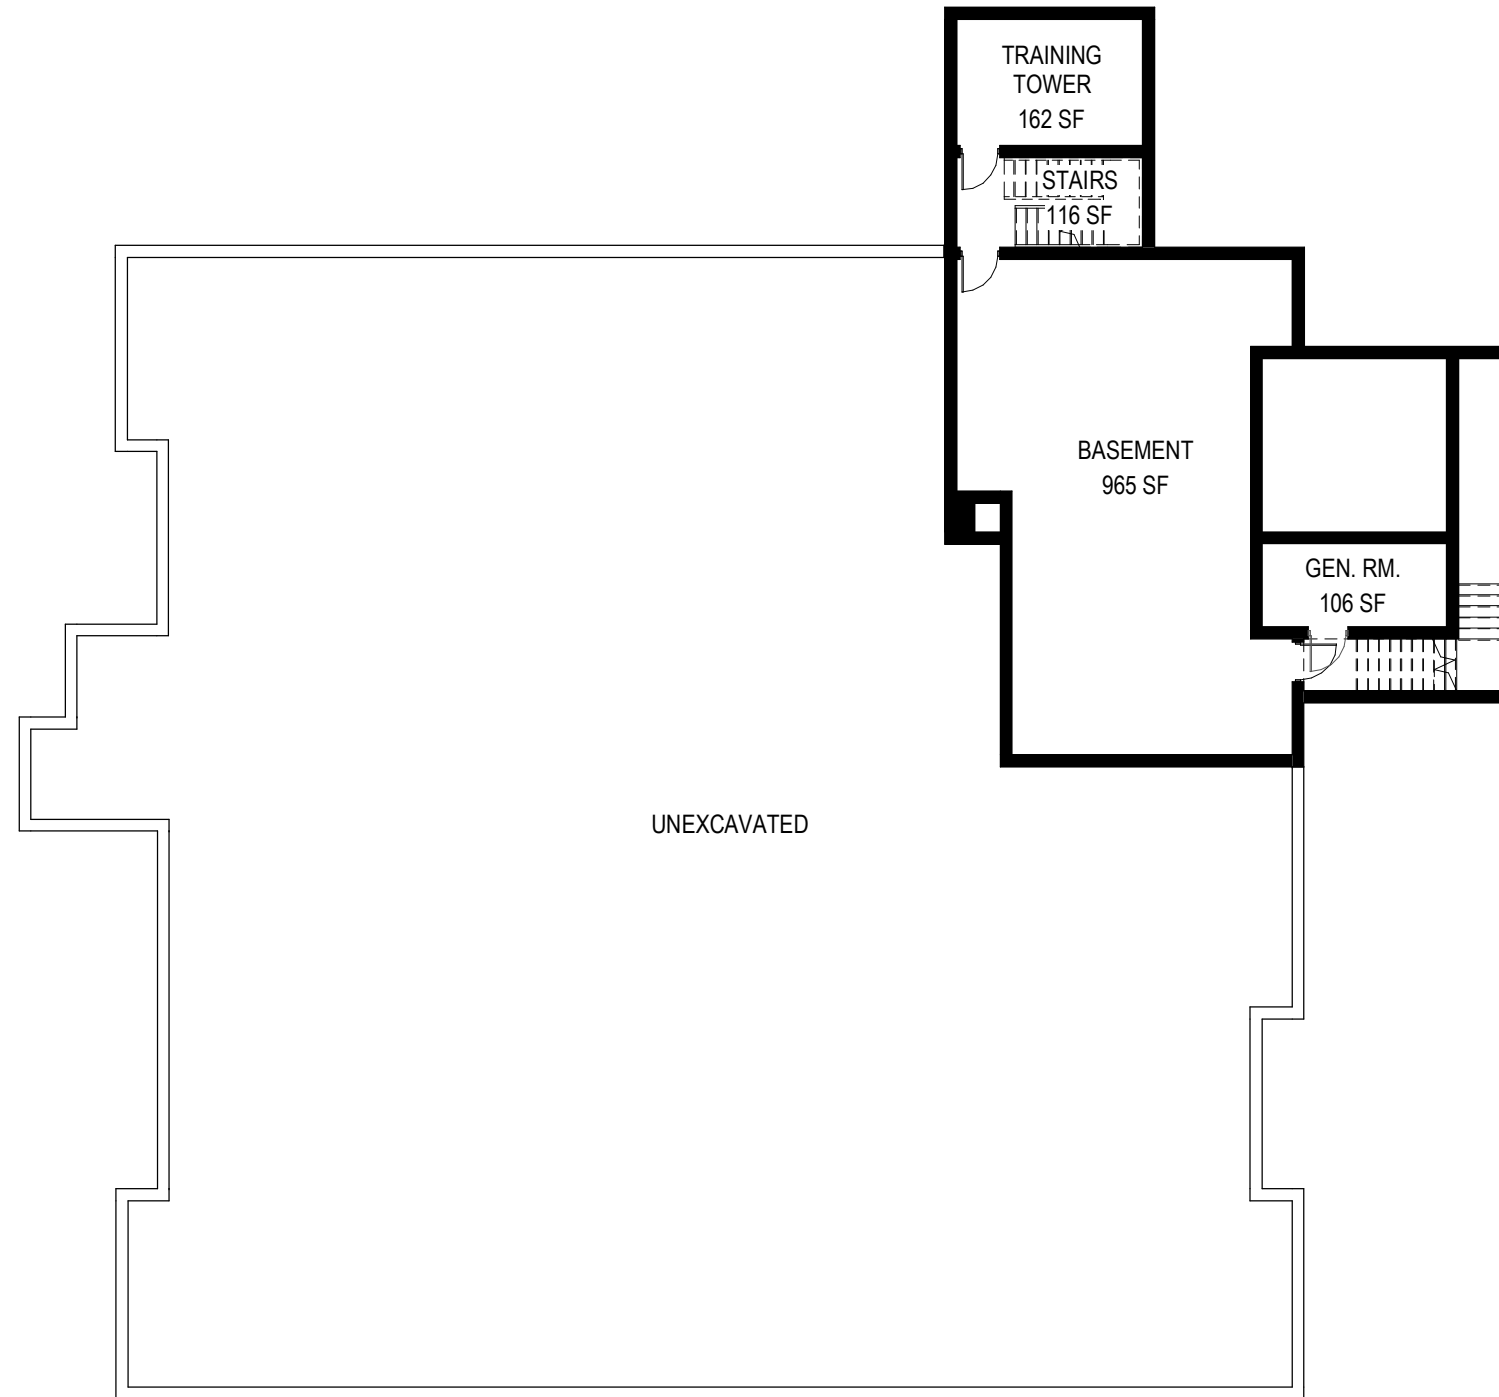 TRAINING
TOWER
162 SF
STAIRS
116 SF
BASEMENT
965 SF
GEN. RM.
106 SF
UNEXCAVATED